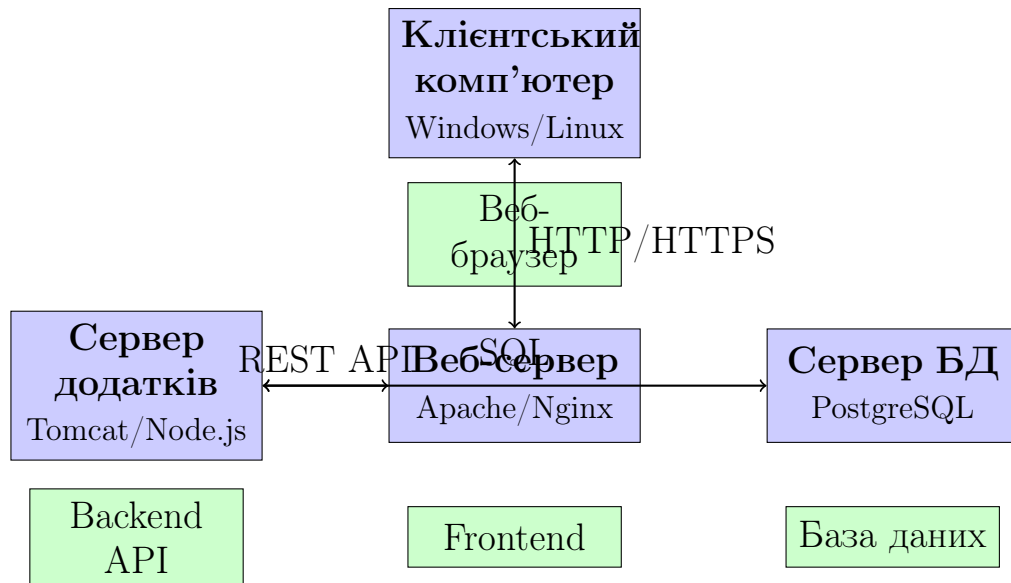 Клієнтський
комп’ютер
Windows/Linux
Веб-
браузер
HTTP/HTTPS
Сервер
додатків
Tomcat/Node.js
REST API
SQL
Веб-сервер
Apache/Nginx
Сервер БД
PostgreSQL
Backend
API
Frontend
База даних